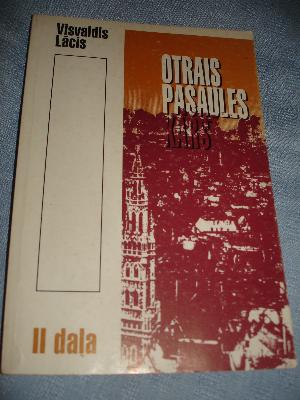 Visvaldis
Lācis
OTRAIS
PASAULES
KARŠ
II daļa